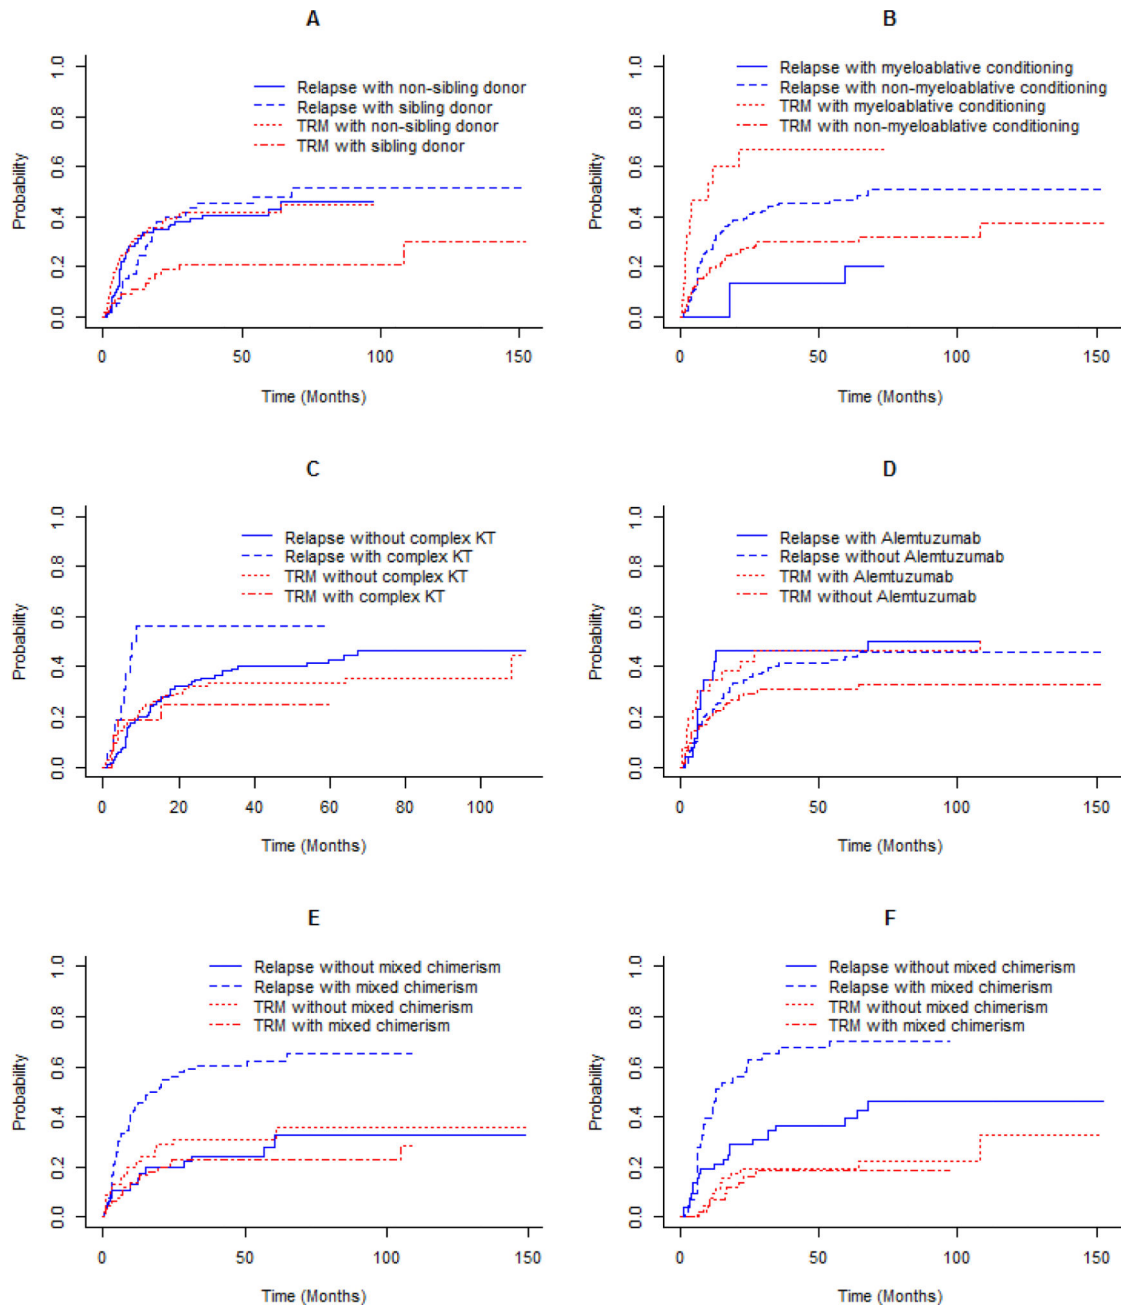 A
1.0
0.8
0.6
0.4
0.2
0.0
Probability
Relapse with non-sibling donor
Relapse with sibling donor
TRM with non-sibling donor
TRM with sibling donor
0 50 100 150
Time (Months)
B
1.0
0.8
0.6
0.4
0.2
0.0
Probability
Relapse with myeloablative conditioning
Relapse with non-myeloablative conditioning
TRM with myeloablative conditioning
TRM with non-myeloablative conditioning
0 50 100 150
Time (Months)
C
1.0
0.8
0.6
0.4
0.2
0.0
Probability
Relapse without complex KT
Relapse with complex KT
TRM without complex KT
TRM with complex KT
0 20 40 60 80 100
Time (Months)
D
1.0
0.8
0.6
0.4
0.2
0.0
Probability
Relapse with Alemtuzumab
Relapse without Alemtuzumab
TRM with Alemtuzumab
TRM without Alemtuzumab
0 50 100 150
Time (Months)
E
1.0
0.8
0.6
0.4
0.2
0.0
Probability
Relapse without mixed chimerism
Relapse with mixed chimerism
TRM without mixed chimerism
TRM with mixed chimerism
0 50 100 150
Time (Months)
F
1.0
0.8
0.6
0.4
0.2
0.0
Probability
Relapse without mixed chimerism
Relapse with mixed chimerism
TRM without mixed chimerism
TRM with mixed chimerism
0 50 100 150
Time (Months)